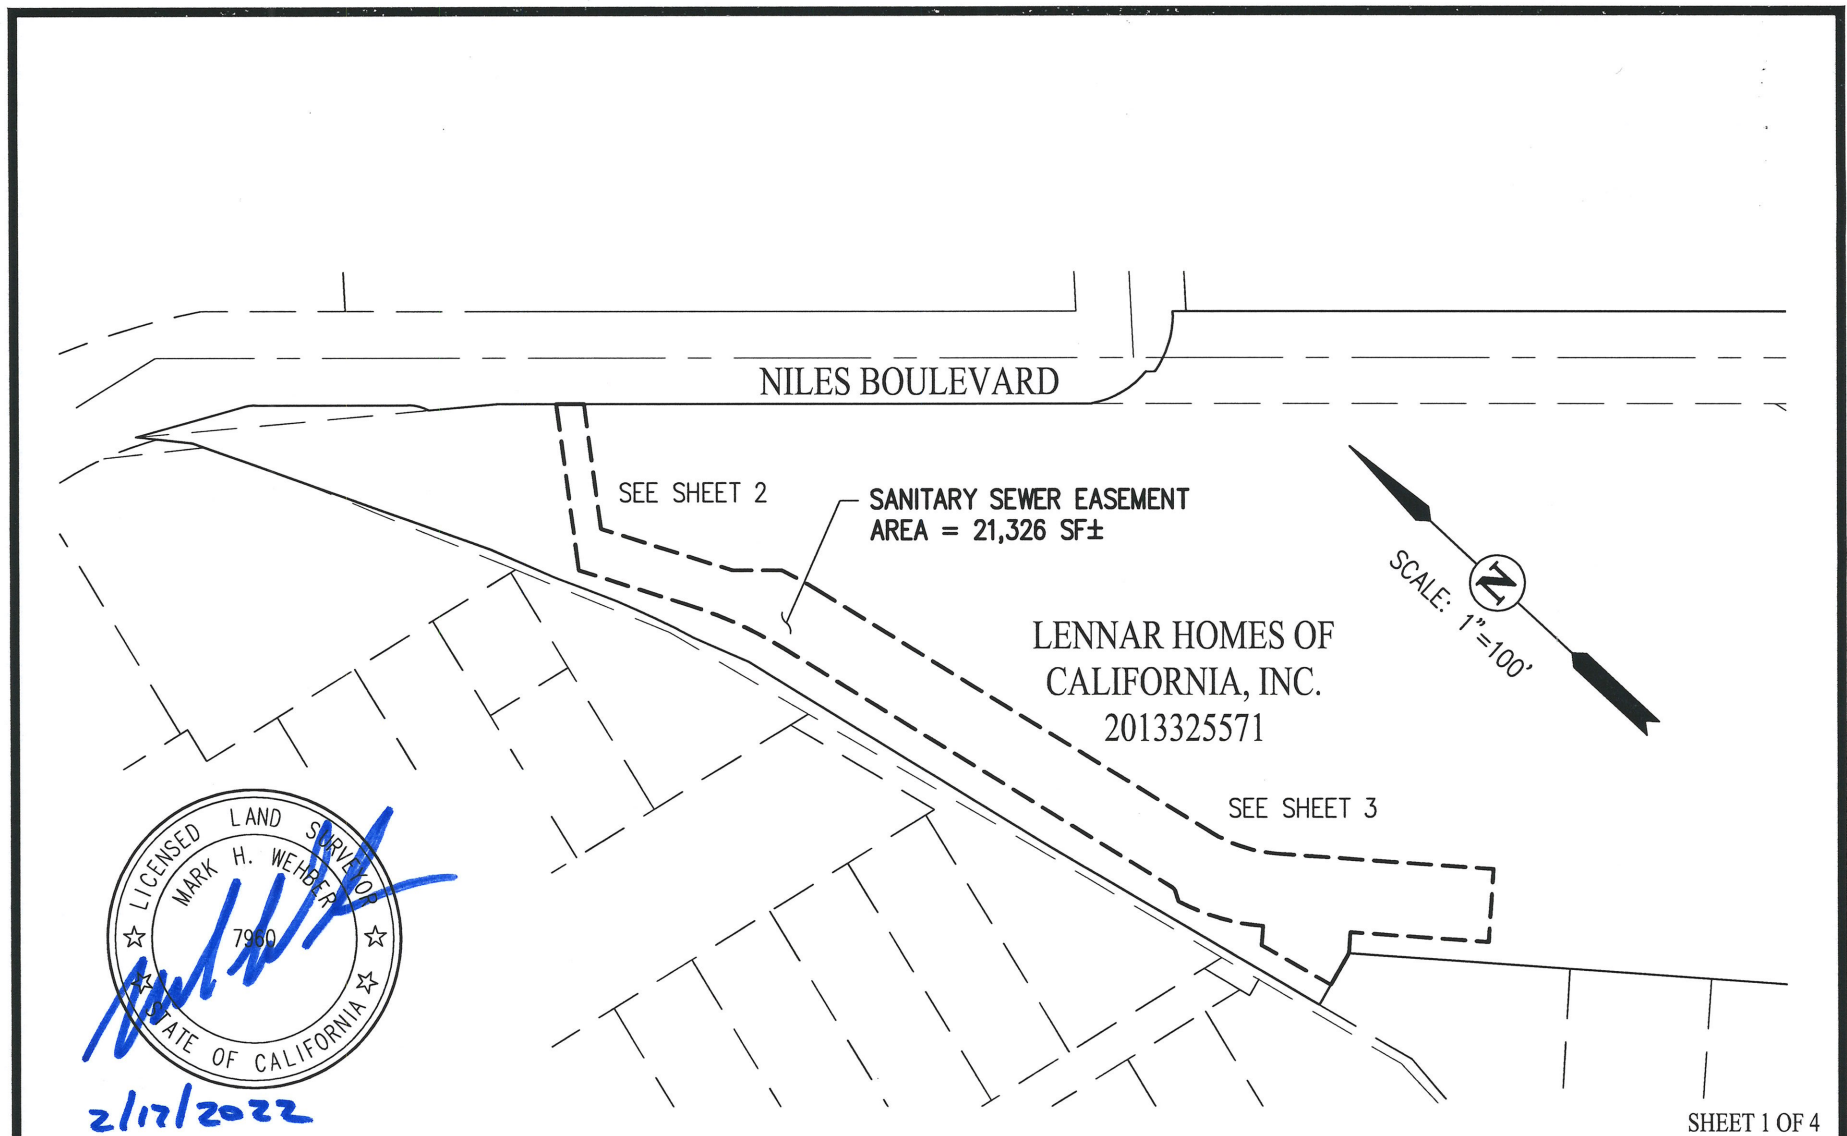 NILES BOULEVARD
SEE SHEET 2
SANITARY SEWER EASEMENT
AREA = 21,326 SF±
N
SCALE: 1"=100'
LENNAR HOMES OF
CALIFORNIA, INC.
2013325571
SEE SHEET 3
LICENSED LAND SURVEYOR
MARK H. WEHBER
7960
STATE OF CALIFORNIA
2/17/2022
SHEET 1 OF 4